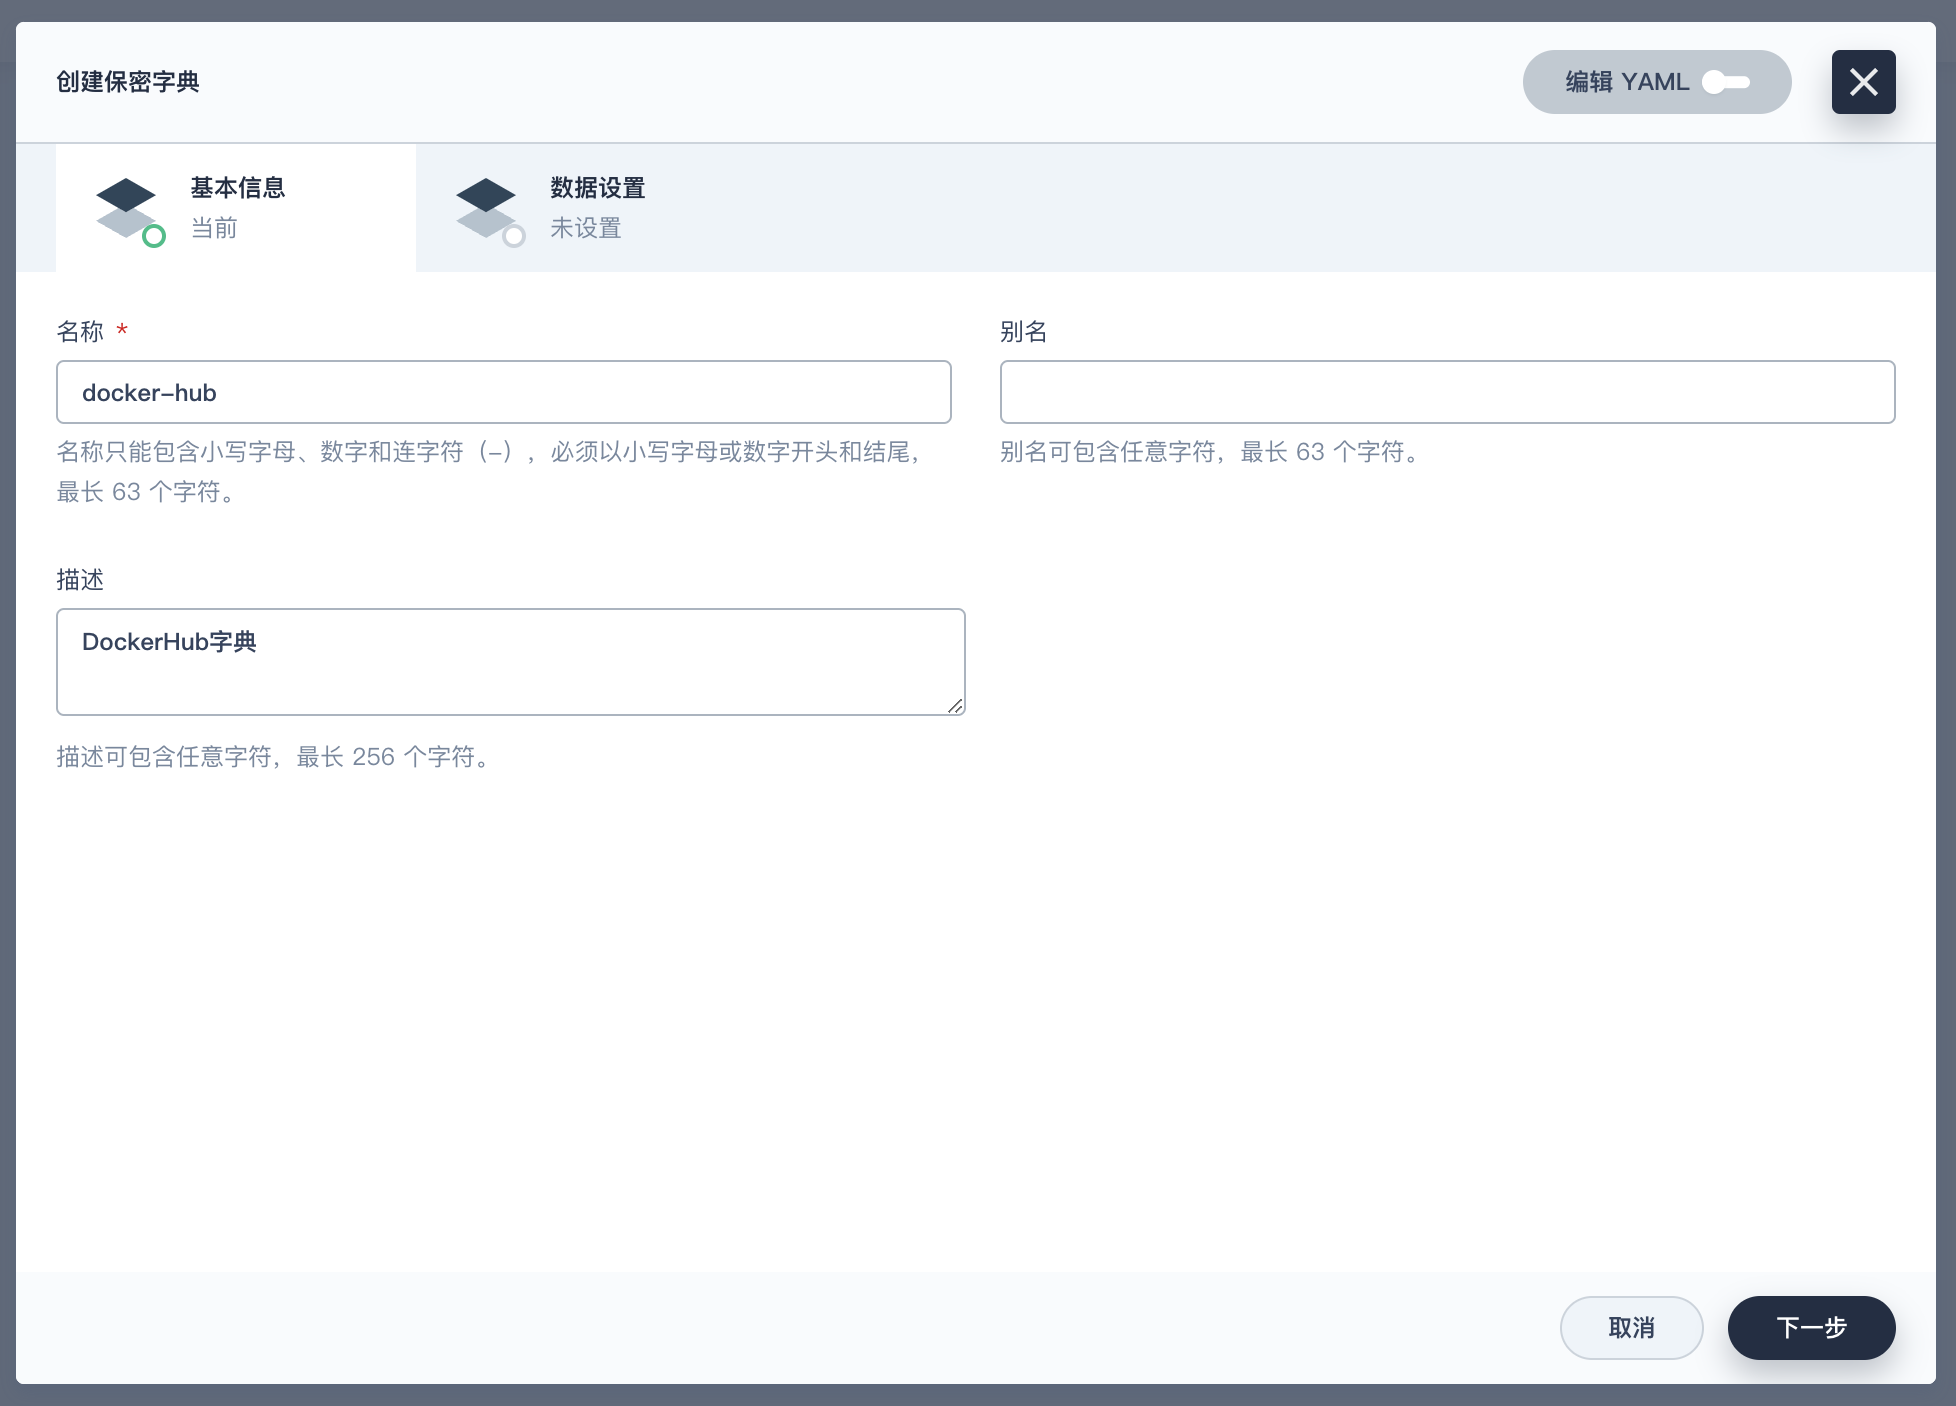 创建保密字典
编辑 YAML
基本信息
当前
数据设置
未设置
名称 *
docker-hub
名称只能包含小写字母、数字和连字符（-），必须以小写字母或数字开头和结尾，
最长 63 个字符。
别名
别名可包含任意字符，最长 63 个字符。
描述
DockerHub字典
描述可包含任意字符，最长 256 个字符。
取消
下一步